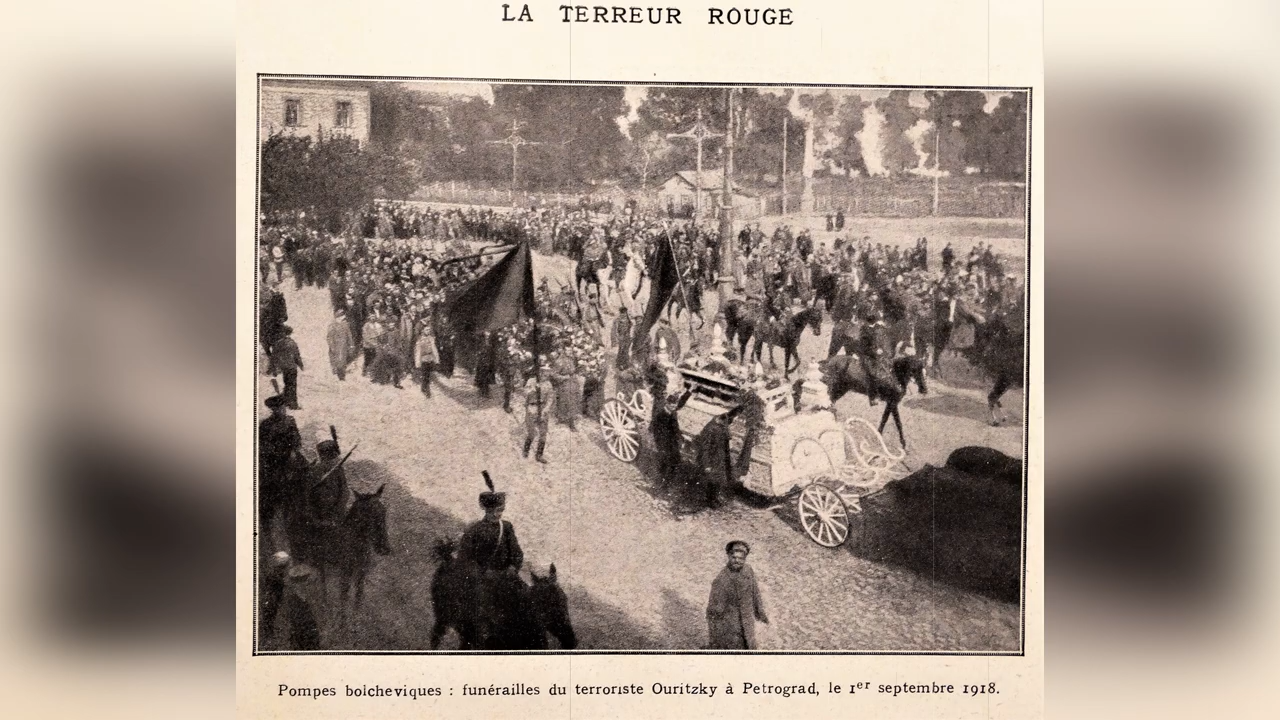 LA TERREUR ROUGE
Pompes bolcheviques : funérailles du terroriste Ouritzky à Petrograd, le 1er septembre 1918.